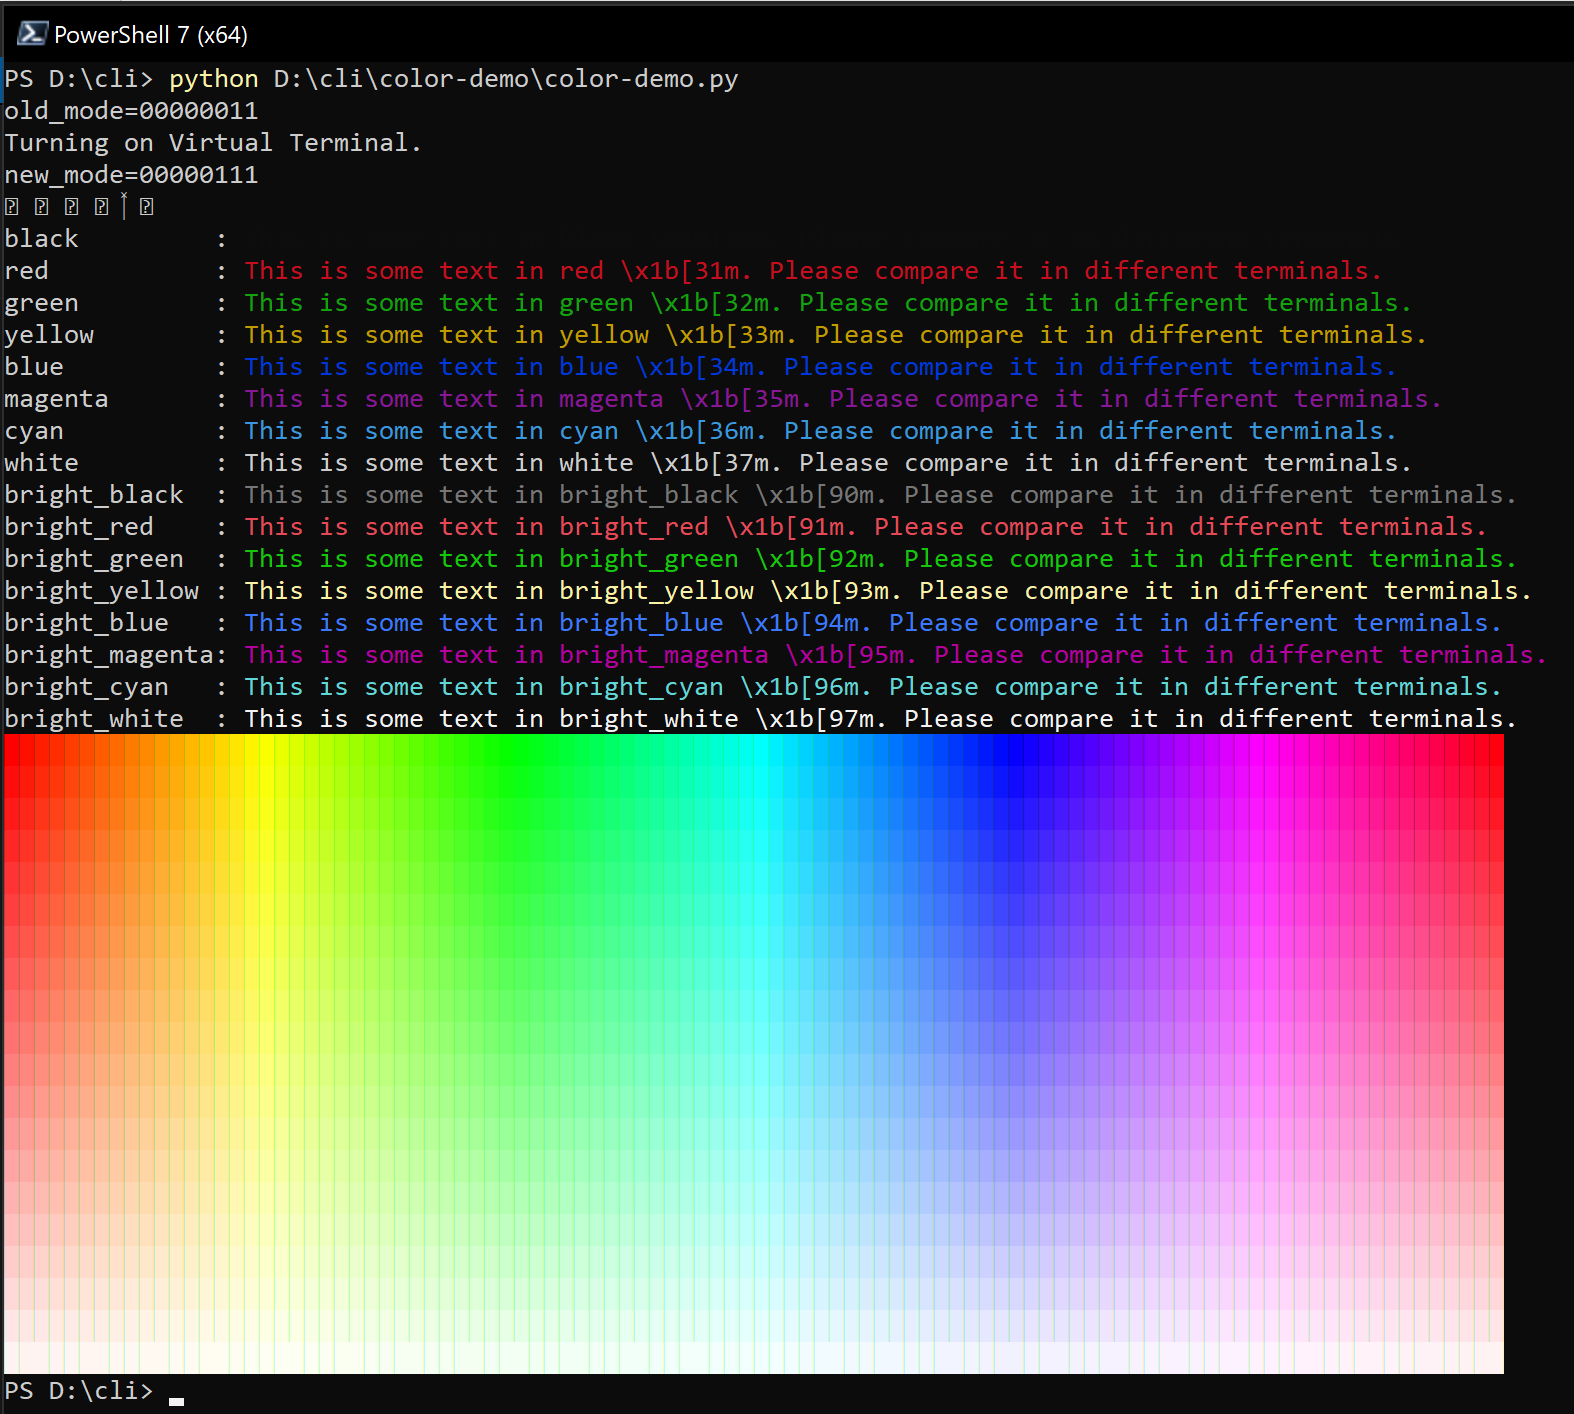 PowerShell 7 (x64)
PS D:\cli> python D:\cli\color-demo\color-demo.py
old_mode=00000011
Turning on Virtual Terminal.
new_mode=00000111
black         :
red           : This is some text in red \x1b[31m. Please compare it in different terminals.
green         : This is some text in green \x1b[32m. Please compare it in different terminals.
yellow        : This is some text in yellow \x1b[33m. Please compare it in different terminals.
blue          : This is some text in blue \x1b[34m. Please compare it in different terminals.
magenta       : This is some text in magenta \x1b[35m. Please compare it in different terminals.
cyan          : This is some text in cyan \x1b[36m. Please compare it in different terminals.
white         : This is some text in white \x1b[37m. Please compare it in different terminals.
bright_black  : This is some text in bright_black \x1b[90m. Please compare it in different terminals.
bright_red    : This is some text in bright_red \x1b[91m. Please compare it in different terminals.
bright_green  : This is some text in bright_green \x1b[92m. Please compare it in different terminals.
bright_yellow : This is some text in bright_yellow \x1b[93m. Please compare it in different terminals.
bright_blue   : This is some text in bright_blue \x1b[94m. Please compare it in different terminals.
bright_magenta: This is some text in bright_magenta \x1b[95m. Please compare it in different terminals.
bright_cyan   : This is some text in bright_cyan \x1b[96m. Please compare it in different terminals.
bright_white  : This is some text in bright_white \x1b[97m. Please compare it in different terminals.
PS D:\cli>